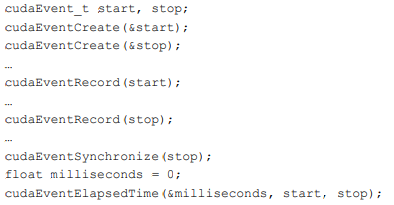 cudaEvent_t start, stop;
cudaEventCreate(&start);
cudaEventCreate(&stop);
…
cudaEventRecord(start);
…
cudaEventRecord(stop);
…
cudaEventSynchronize(stop);
float milliseconds = 0;
cudaEventElapsedTime(&milliseconds, start, stop);